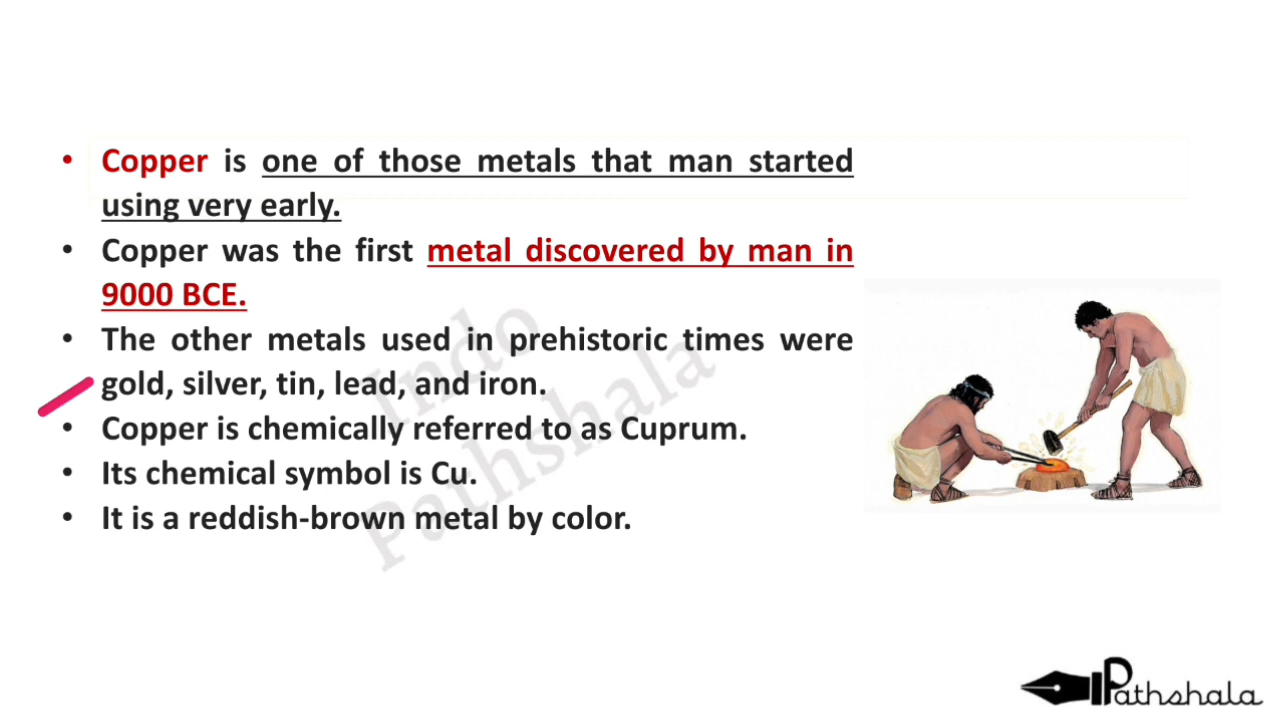 • Copper is one of those metals that man started
using very early.
• Copper was the first metal discovered by man in
9000 BCE.
• The other metals used in prehistoric times were
gold, silver, tin, lead, and iron.
• Copper is chemically referred to as Cuprum.
• Its chemical symbol is Cu.
• It is a reddish-brown metal by color.
Indo
Pathshala
Pathshala